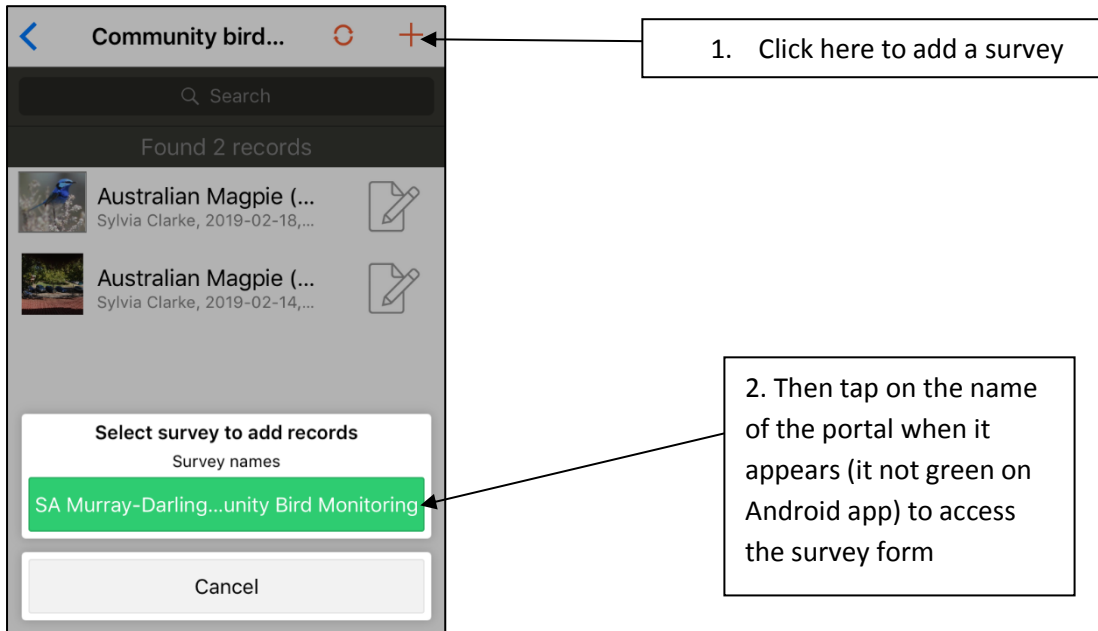 Community bird...
1. Click here to add a survey
Search
Found 2 records
Australian Magpie (...
Sylvia Clarke, 2019-02-18,...
Australian Magpie (...
Sylvia Clarke, 2019-02-14,...
Select survey to add records
Survey names
SA Murray-Darling...unity Bird Monitoring
Cancel
2. Then tap on the name
of the portal when it
appears (it not green on
Android app) to access
the survey form